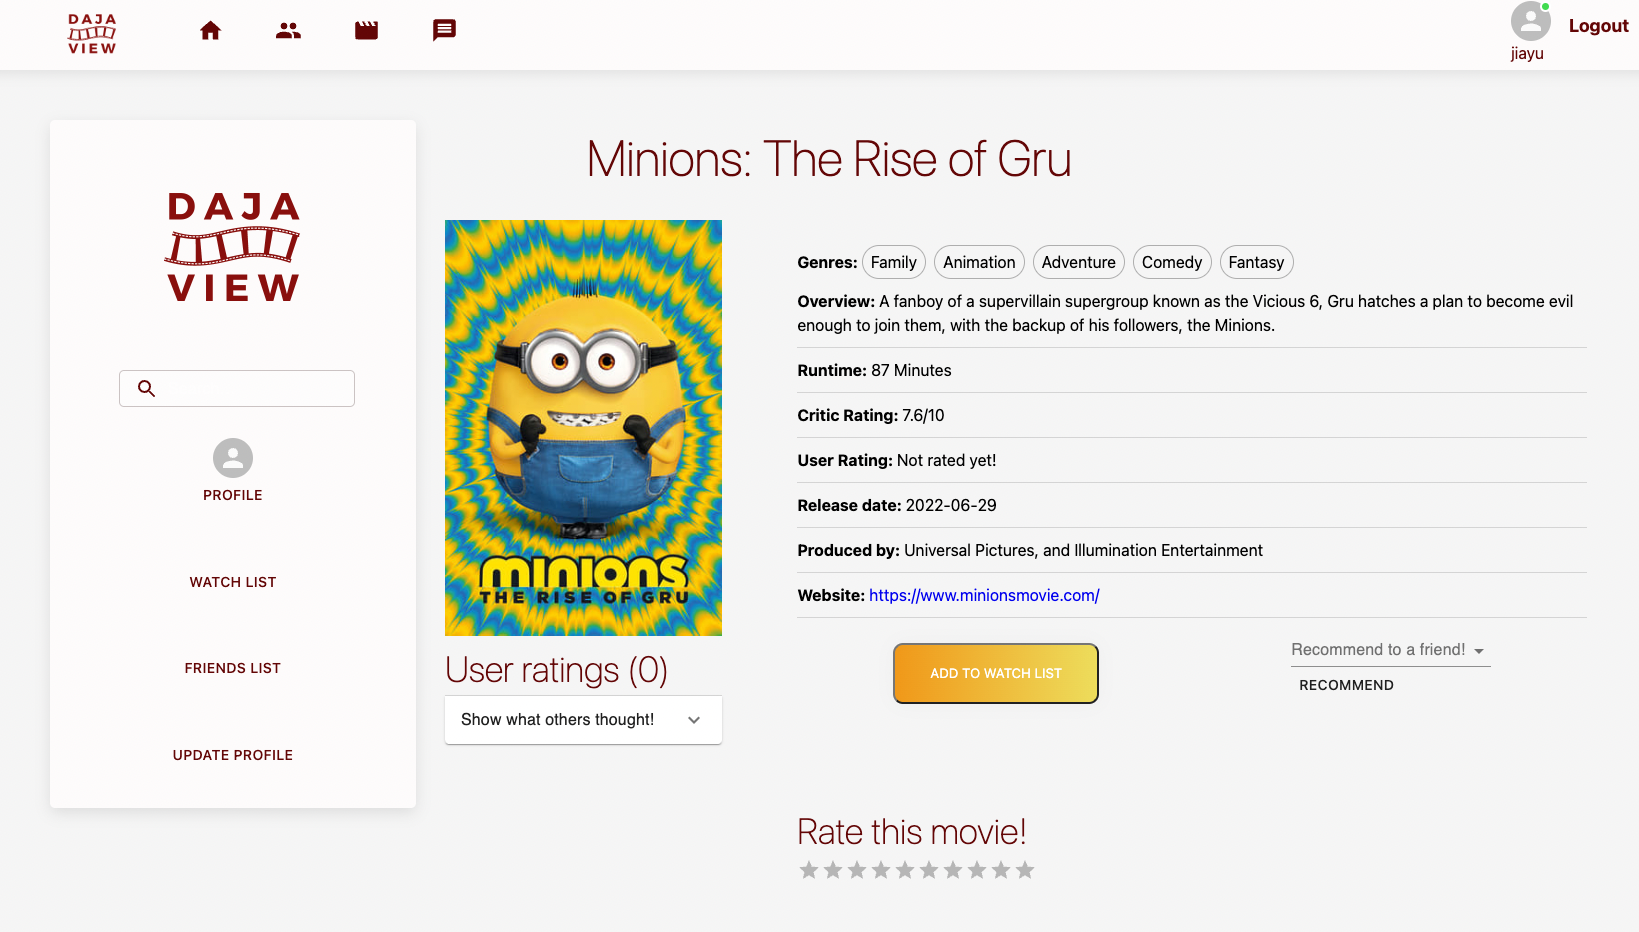 DAJA
VIEW
jiayu
Logout
DAJA
VIEW
PROFILE
WATCH LIST
FRIENDS LIST
UPDATE PROFILE
Minions: The Rise of Gru
minions
THE RISE OF GRU
User ratings (0)
Show what others thought!
Genres: Family Animation Adventure Comedy Fantasy
Overview: A fanboy of a supervillain supergroup known as the Vicious 6, Gru hatches a plan to become evil
enough to join them, with the backup of his followers, the Minions.
Runtime: 87 Minutes
Critic Rating: 7.6/10
User Rating: Not rated yet!
Release date: 2022-06-29
Produced by: Universal Pictures, and Illumination Entertainment
Website: https://www.minionsmovie.com/
ADD TO WATCH LIST
Recommend to a friend!
RECOMMEND
Rate this movie!